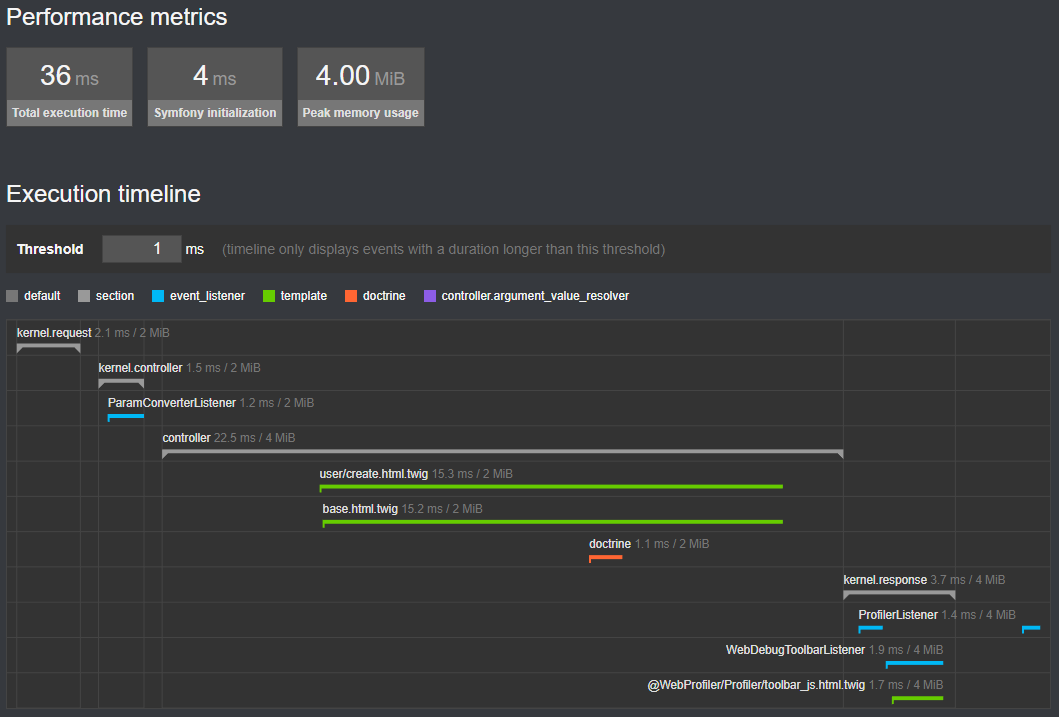 Performance metrics
36 ms
Total execution time
4 ms
Symfony initialization
4.00 MiB
Peak memory usage
Execution timeline
Threshold 1 ms (timeline only displays events with a duration longer than this threshold)
default section event_listener template doctrine controller.argument_value_resolver
kernel.request 2.1 ms / 2 MiB
kernel.controller 1.5 ms / 2 MiB
ParamConverterListener 1.2 ms / 2 MiB
controller 22.5 ms / 4 MiB
user/create.html.twig 15.3 ms / 2 MiB
base.html.twig 15.2 ms / 2 MiB
doctrine 1.1 ms / 2 MiB
kernel.response 3.7 ms / 4 MiB
ProfilerListener 1.4 ms / 4 MiB
WebDebugToolbarListener 1.9 ms / 4 MiB
@WebProfiler/Profiler/toolbar_js.html.twig 1.7 ms / 4 MiB